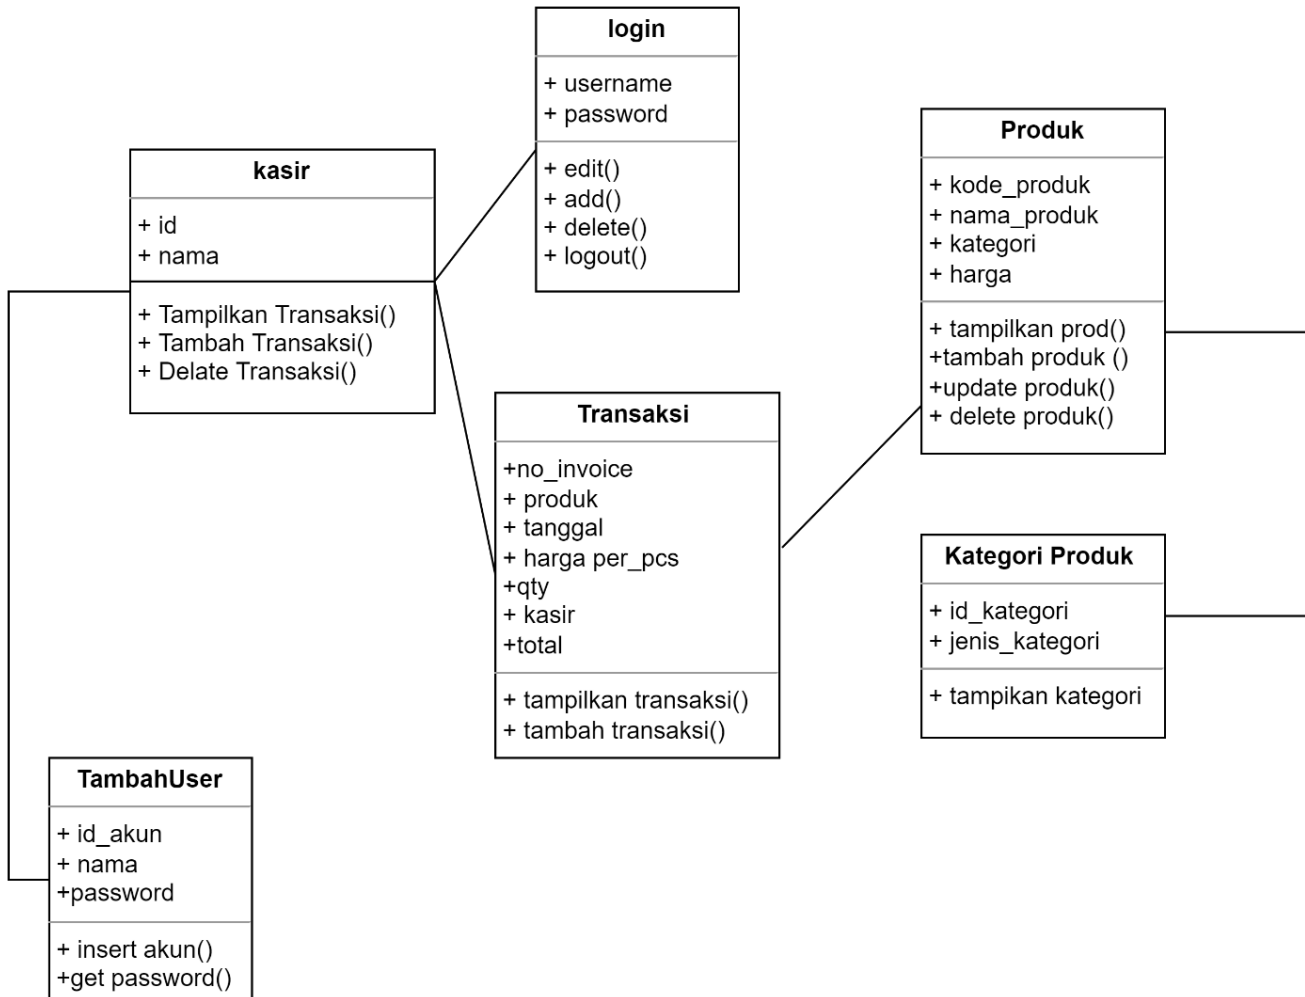 login
+ username
+ password
+ edit()
+ add()
+ delete()
+ logout()
kasir
+ id
+ nama
+ Tampilkan Transaksi()
+ Tambah Transaksi()
+ Delate Transaksi()
Produk
+ kode_produk
+ nama_produk
+ kategori
+ harga
+ tampilkan prod()
+tambah produk ()
+update produk()
+ delete produk()
Transaksi
+no_invoice
+ produk
+ tanggal
+ harga per_pcs
+qty
+ kasir
+total
+ tampilkan transaksi()
+ tambah transaksi()
Kategori Produk
+ id_kategori
+ jenis_kategori
+ tampikan kategori
TambahUser
+ id_akun
+ nama
+password
+ insert akun()
+get password()